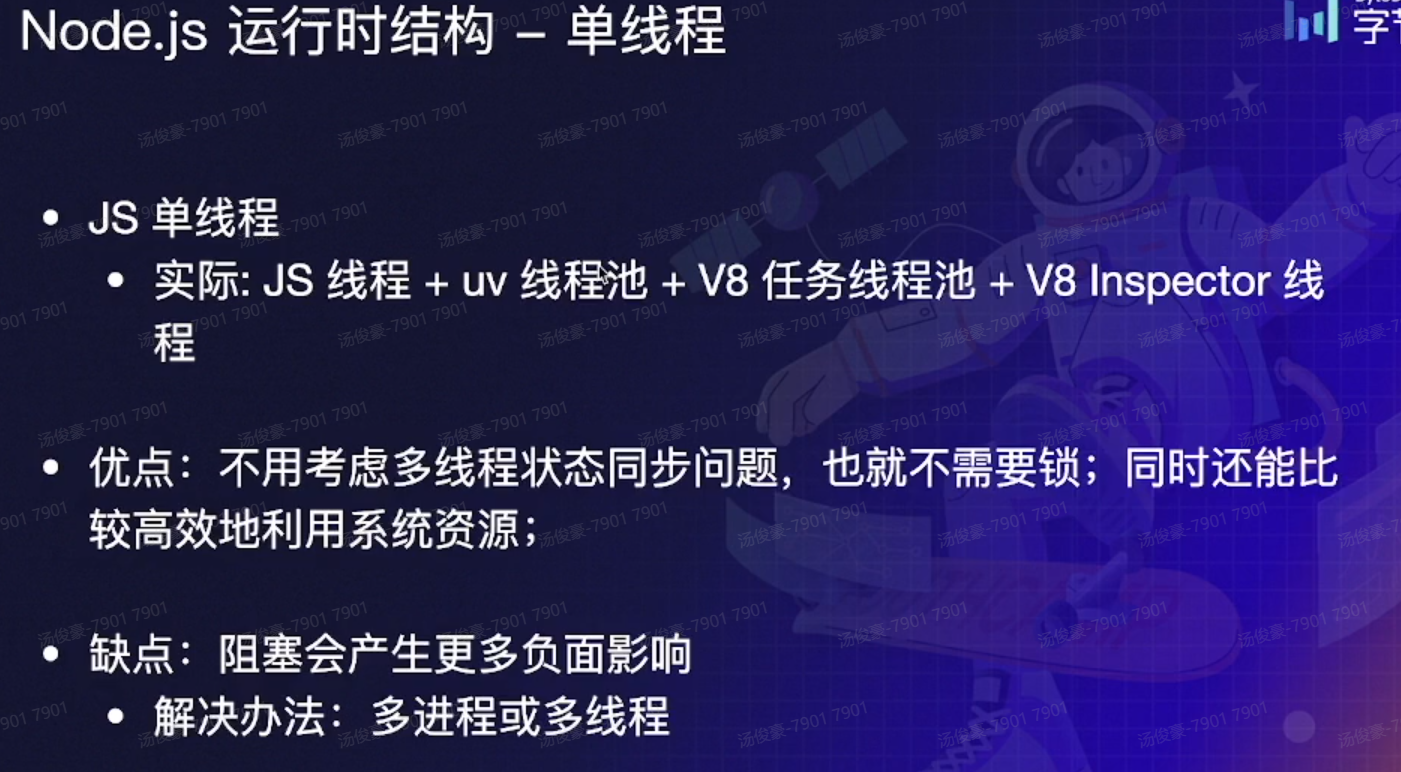 Node.js 运行时结构 – 单线程
字节
JS 单线程
实际: JS 线程 + uv 线程池 + V8 任务线程池 + V8 Inspector 线
程
优点：不用考虑多线程状态同步问题，也就不需要锁；同时还能比
较高效地利用系统资源；
缺点：阻塞会产生更多负面影响
解决办法：多进程或多线程
汤俊豪-7901 7901